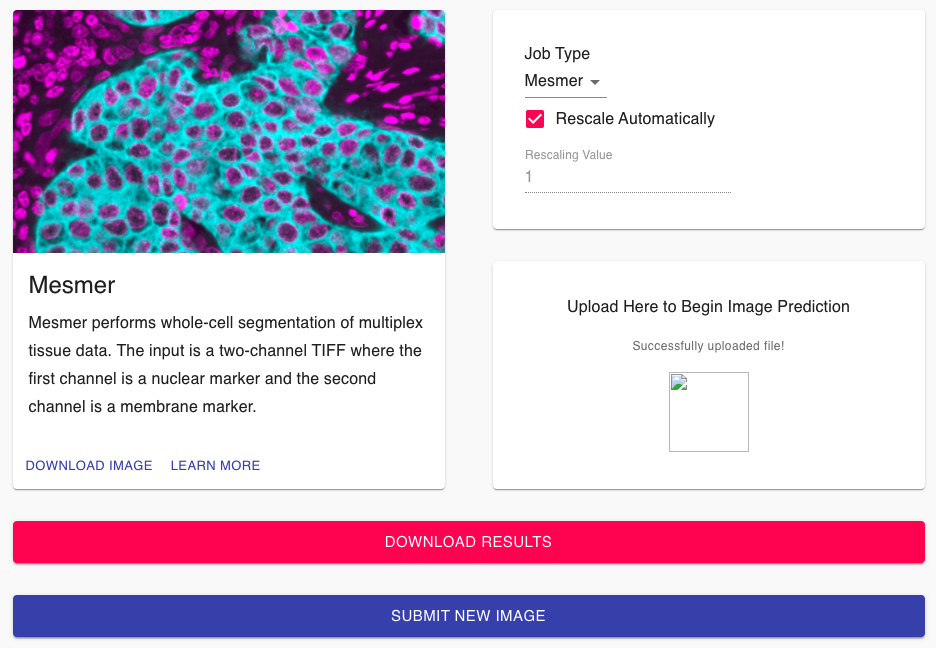 Mesmer
Mesmer performs whole-cell segmentation of multiplex
tissue data. The input is a two-channel TIFF where the
first channel is a nuclear marker and the second
channel is a membrane marker.
DOWNLOAD IMAGE LEARN MORE
Job Type
Mesmer
Rescale Automatically
Rescaling Value
1
Upload Here to Begin Image Prediction
Successfully uploaded file!
DOWNLOAD RESULTS
SUBMIT NEW IMAGE